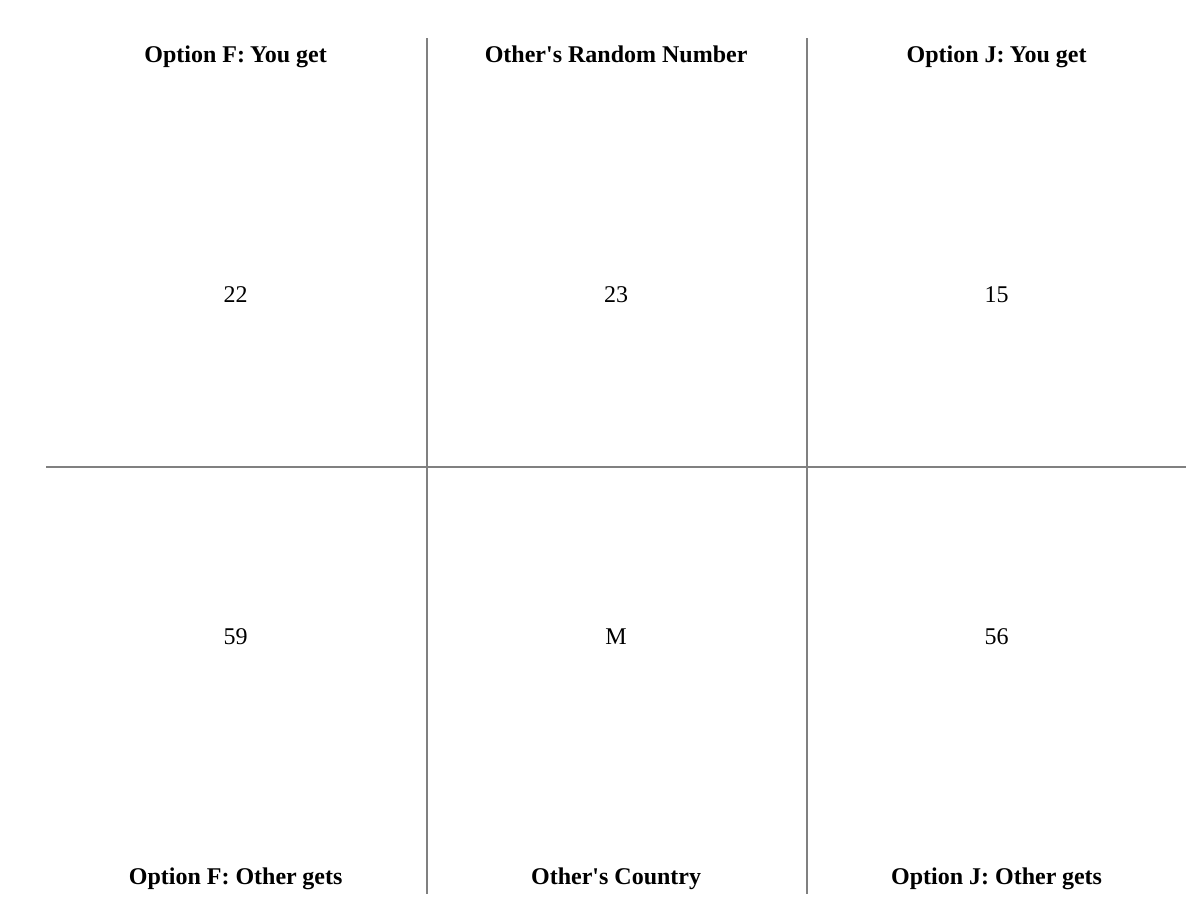 Option F: You get
Other's Random Number
Option J: You get
22
23
15
59
M
56
Option F: Other gets
Other's Country
Option J: Other gets